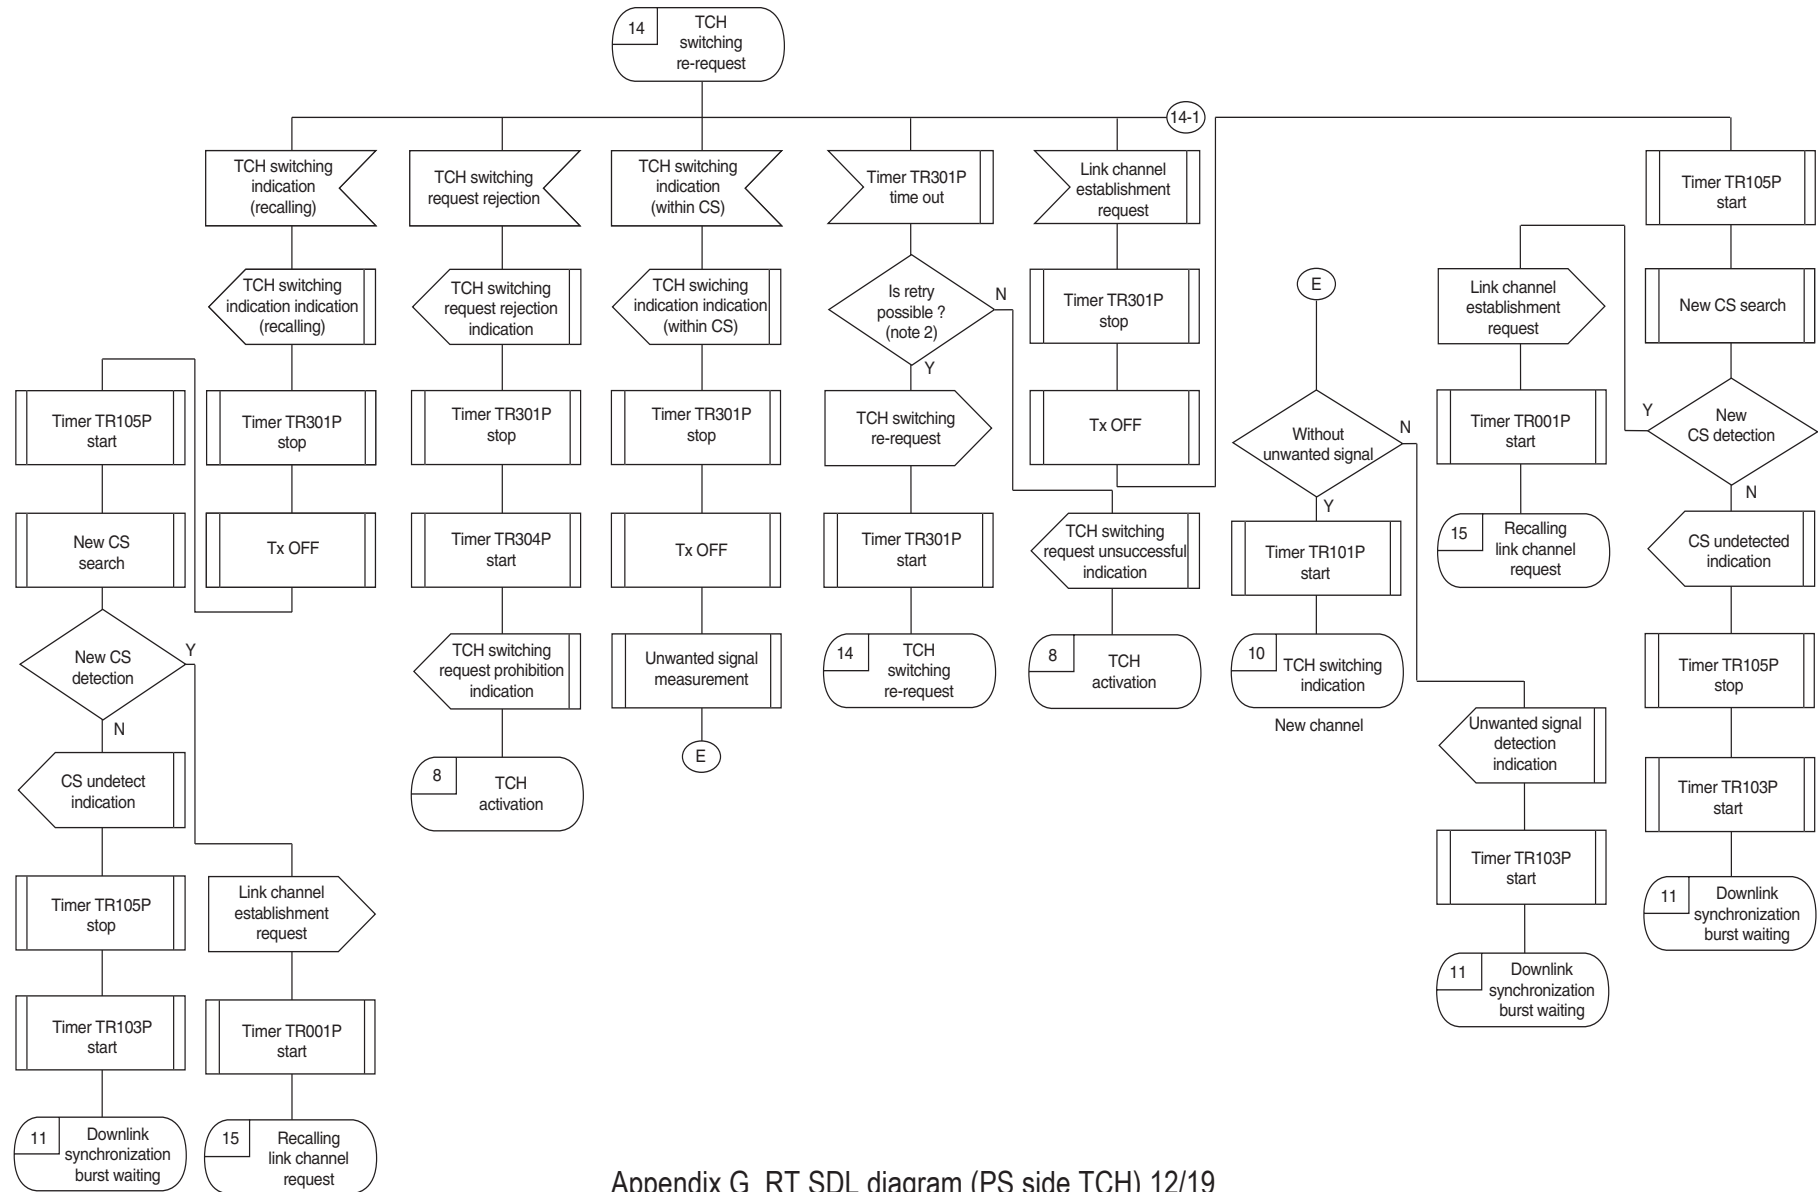 14
TCH
switching
re-request
14-1
TCH switching
indication
(recalling)
TCH switching
request rejection
TCH switching
indication
(within CS)
Timer TR301P
time out
Link channel
establishment
request
Timer TR105P
start
TCH switching
indication indication
(recalling)
TCH switching
request rejection
indication
TCH swiching
indication indication
(within CS)
Is retry
possible ?
(note 2)
N
Y
Timer TR301P
stop
E
Link channel
establishment
request
New CS search
Timer TR105P
start
Timer TR301P
stop
Timer TR301P
stop
Timer TR301P
stop
TCH switching
re-request
Tx OFF
Without
unwanted signal
N
Y
Timer TR001P
start
Y
New
CS detection
N
New CS
search
Tx OFF
Timer TR304P
start
Tx OFF
Timer TR301P
start
TCH switching
request unsuccessful
indication
Timer TR101P
start
15
Recalling
link channel
request
CS undetected
indication
New CS
detection
Y
N
TCH switching
request prohibition
indication
Unwanted signal
measurement
14
TCH
switching
re-request
8
TCH
activation
10
TCH switching
indication
New channel
Timer TR105P
stop
CS undetect
indication
8
TCH
activation
E
Unwanted signal
detection
indication
Timer TR103P
start
Timer TR105P
stop
Link channel
establishment
request
Timer TR103P
start
11
Downlink
synchronization
burst waiting
Timer TR103P
start
Timer TR001P
start
11
Downlink
synchronization
burst waiting
11
Downlink
synchronization
burst waiting
15
Recalling
link channel
request
Appendix G RT SDL diagram (PS side TCH) 12/19